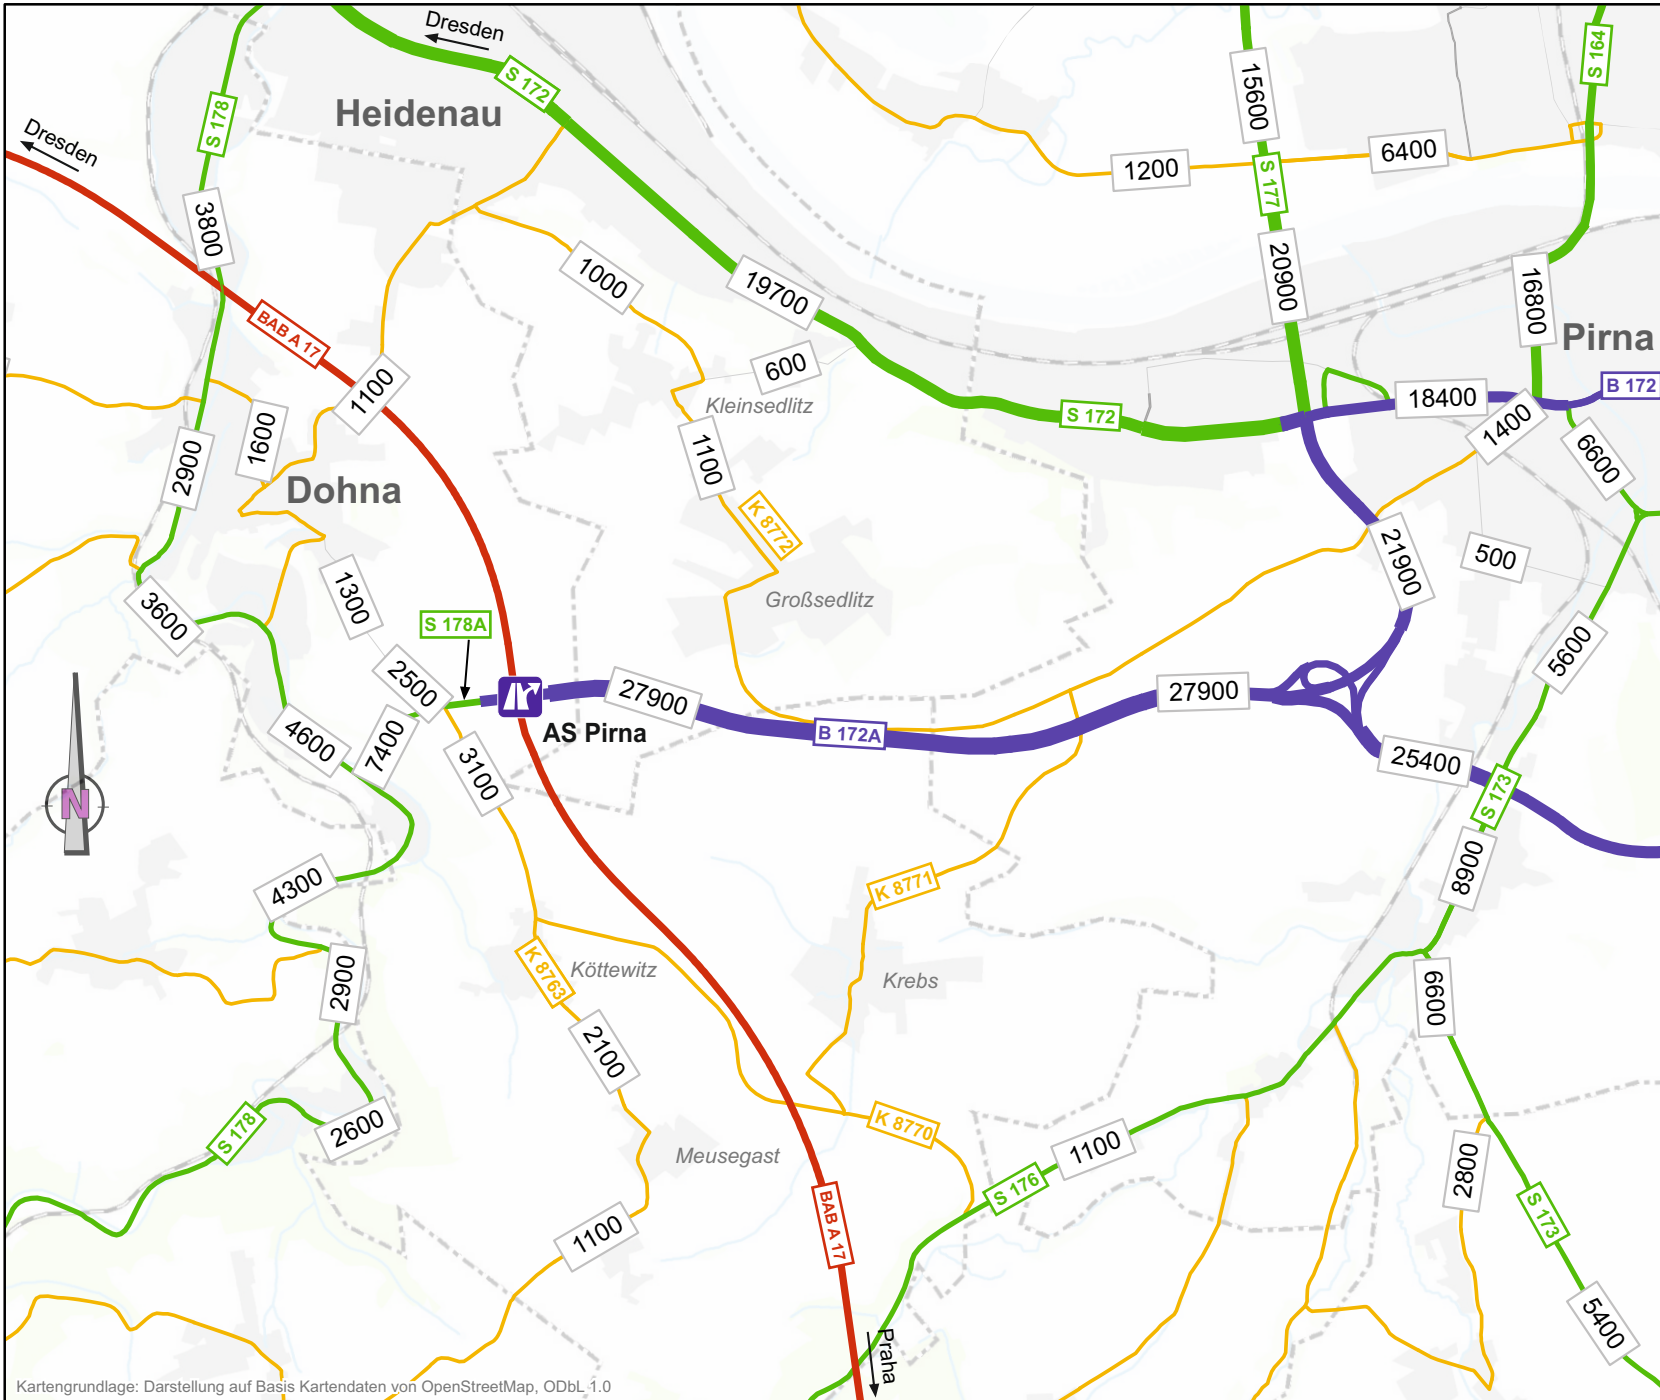 Dresden
S 172
S 178
Heidenau
Dresden
15600
S 164
1200
6400
S 177
3800
20900
1000
19700
16800
BAB A 17
Pirna
600
1100
Kleinsedlitz
S 172
18400
B 172
1400
1600
2900
1100
6600
Dohna
K 8772
21900
500
1300
3600
Großsedlitz
S 178A
5600
2500
27900
27900
AS Pirna
B 172A
4600
7400
3100
25400
S 173
N
8900
4300
K 8771
K 8763
Köttewitz
Krebs
2900
6600
2100
K 8770
2600
S 178
Meusegast
1100
2800
S 176
BAB A 17
S 173
1100
5400
Praha
Kartengrundlage: Darstellung auf Basis Kartendaten von OpenStreetMap, ODbL 1.0